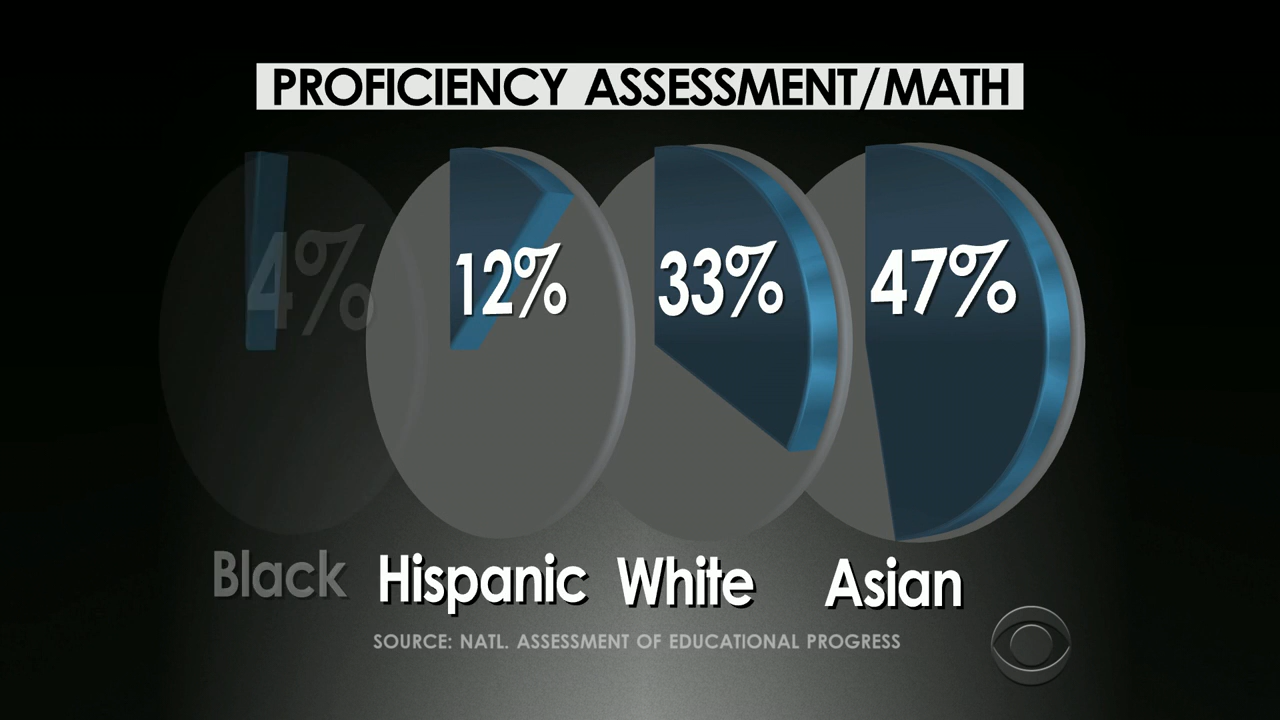 PROFICIENCY ASSESSMENT/MATH
4% 12% 33% 47%
Black Hispanic White Asian
SOURCE: NATL. ASSESSMENT OF EDUCATIONAL PROGRESS